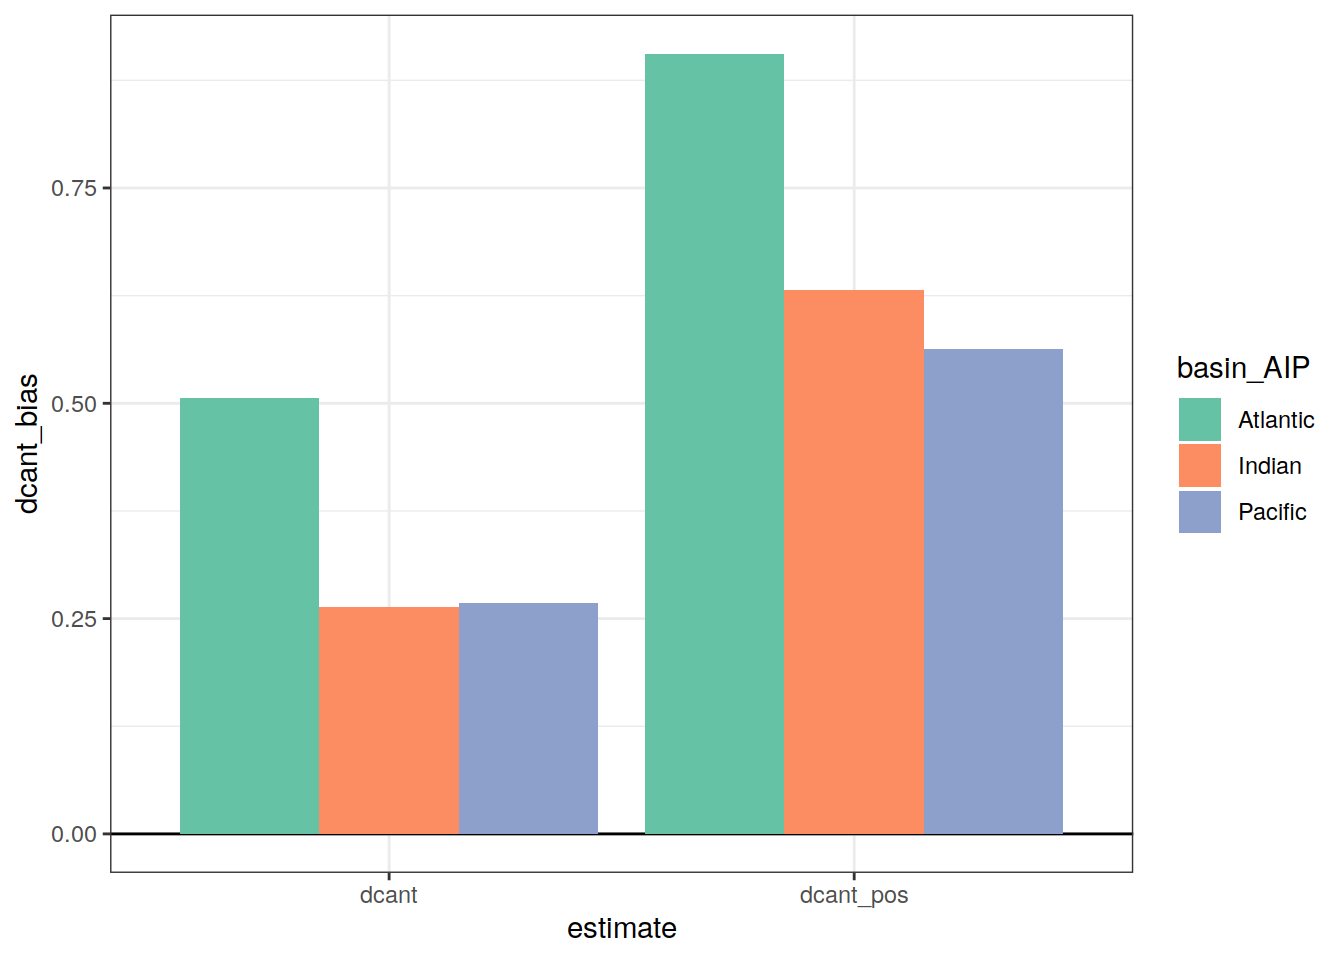 dcant_bias
0.75
0.50
0.25
0.00
dcant
dcant_pos
estimate
basin_AIP
Atlantic
Indian
Pacific